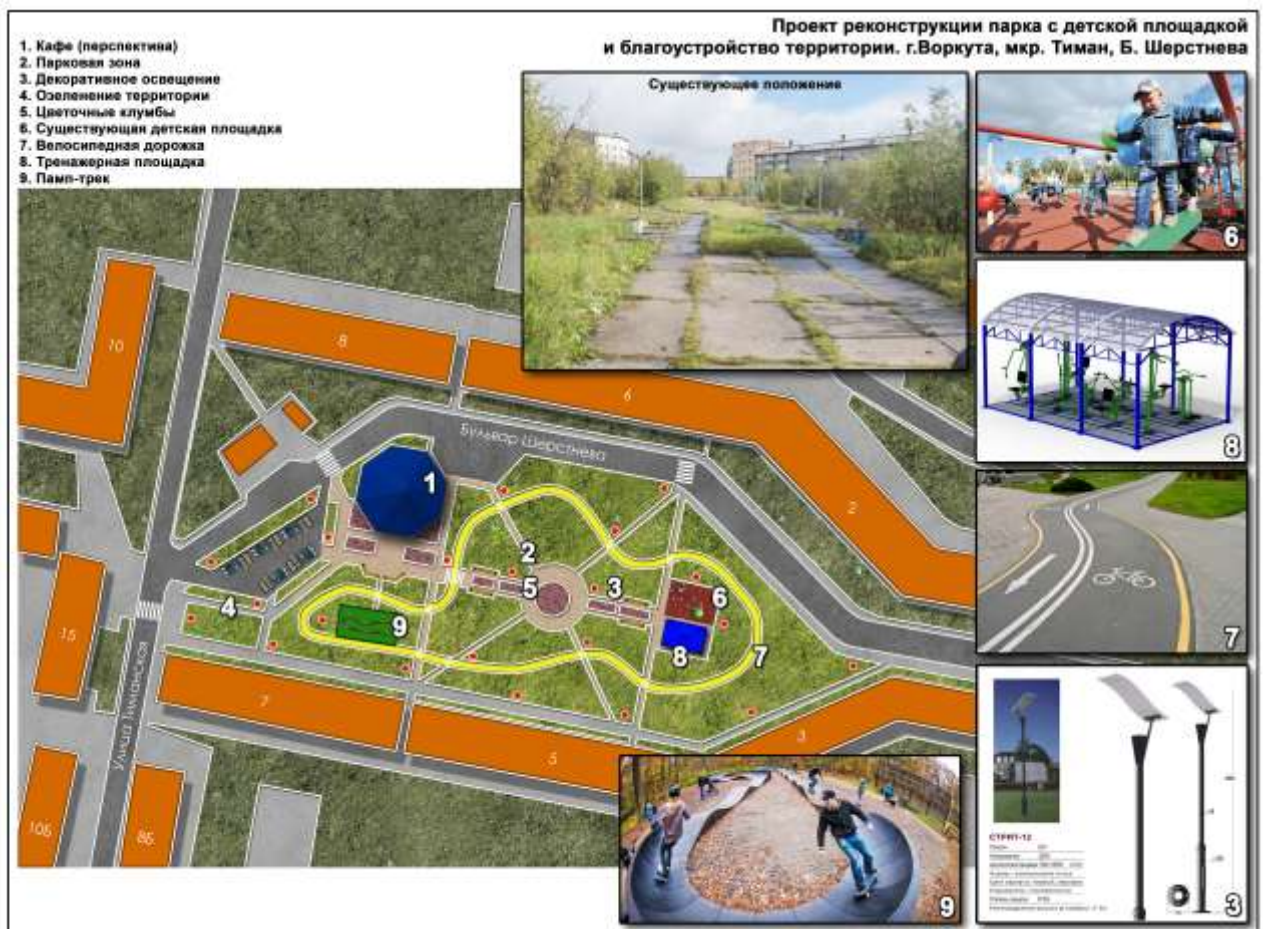 Проект реконструкции парка с детской площадкой
и благоустройство территории. г.Воркута, мкр. Тиман, Б. Шерстнева
1. Кафе (перспектива)
2. Парковая зона
3. Декоративное освещение
4. Озеленение территории
5. Цветочные клумбы
6. Существующая детская площадка
7. Велосипедная дорожка
8. Тренажерная площадка
9. Памп-трек
Существующее положение
6
8
7
9
СТРИТ-12
3
10
8
6
2
Бульвар Шерстнева
1
2
5
3
6
4
9
8
7
15
7
5
3
Улица Тиманская
10Б
8Б